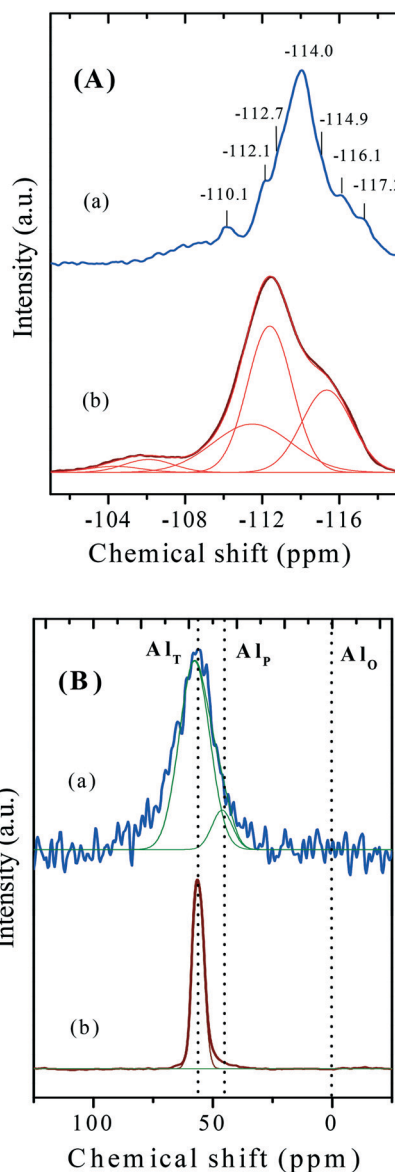 (A)
-114.0
-112.7
-114.9
-112.1
-116.1
-110.1
(a)
(b)
Intensity (a.u.)
-104 -108 -112 -116
Chemical shift (ppm)
Al_T Al_P Al_O
(B)
(a)
(b)
Intensity (a.u.)
100 50 0
Chemical shift (ppm)